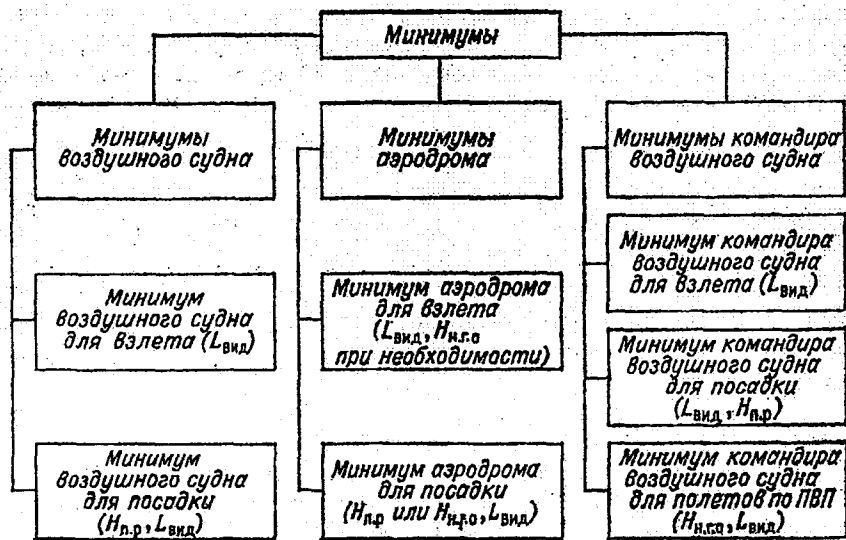 Минимумы
Минимумы
воздушного судна
Минимумы
аэродрома
Минимумы командира
воздушного судна
Минимум
воздушного судна
для взлета (Lвид)
Минимум аэродрома
для взлета
(Lвид, Hн.г.о
при необходимости)
Минимум командира
воздушного судна
для взлета (Lвид)
Минимум командира
воздушного судна
для посадки
(Lвид, Hп.р)
Минимум
воздушного судна
для посадки
(Hп.р, Lвид)
Минимум аэродрома
для посадки
(Hп.р или Hн.г.о, Lвид)
Минимум командира
воздушного судна
для полетов по ПВП
(Hн.г.о, Lвид)